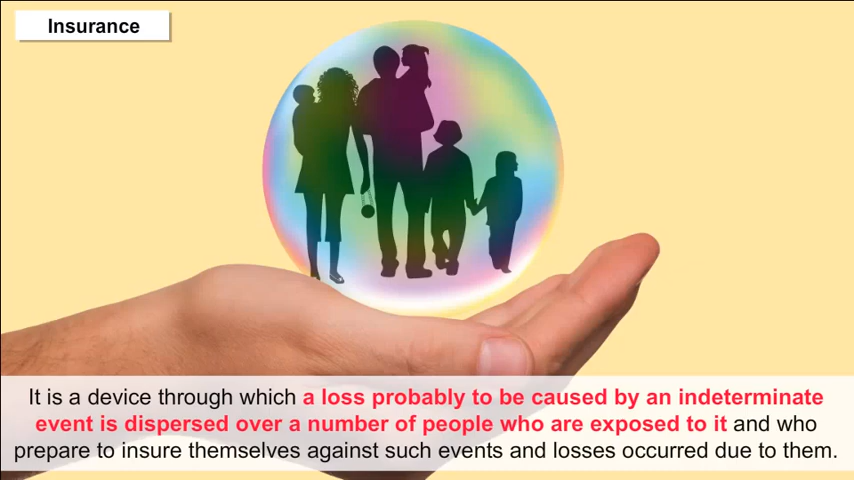 Insurance
It is a device through which a loss probably to be caused by an indeterminate
event is dispersed over a number of people who are exposed to it and who
prepare to insure themselves against such events and losses occurred due to them.